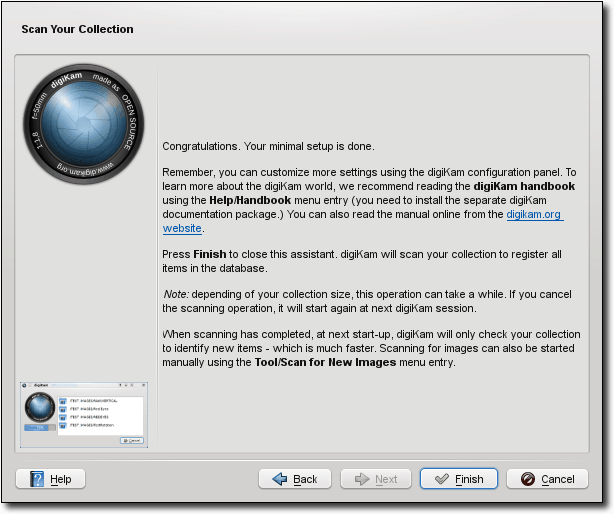 Scan Your Collection
digiKam made as OPEN SOURCE
www.digikam.org
1:1.8 f=50mm
Congratulations. Your minimal setup is done.
Remember, you can customize more settings using the digiKam configuration panel. To
learn more about the digiKam world, we recommend reading the digiKam handbook
using the Help/Handbook menu entry (you need to install the separate digiKam
documentation package.) You can also read the manual online from the digikam.org
website.
Press Finish to close this assistant. digiKam will scan your collection to register all
items in the database.
Note: depending of your collection size, this operation can take a while. If you cancel
the scanning operation, it will start again at next digiKam session.
When scanning has completed, at next start-up, digiKam will only check your collection
to identify new items - which is much faster. Scanning for images can also be started
manually using the Tool/Scan for New Images menu entry.
digiKam
Cancel
Help
Back
Next
Finish
Cancel